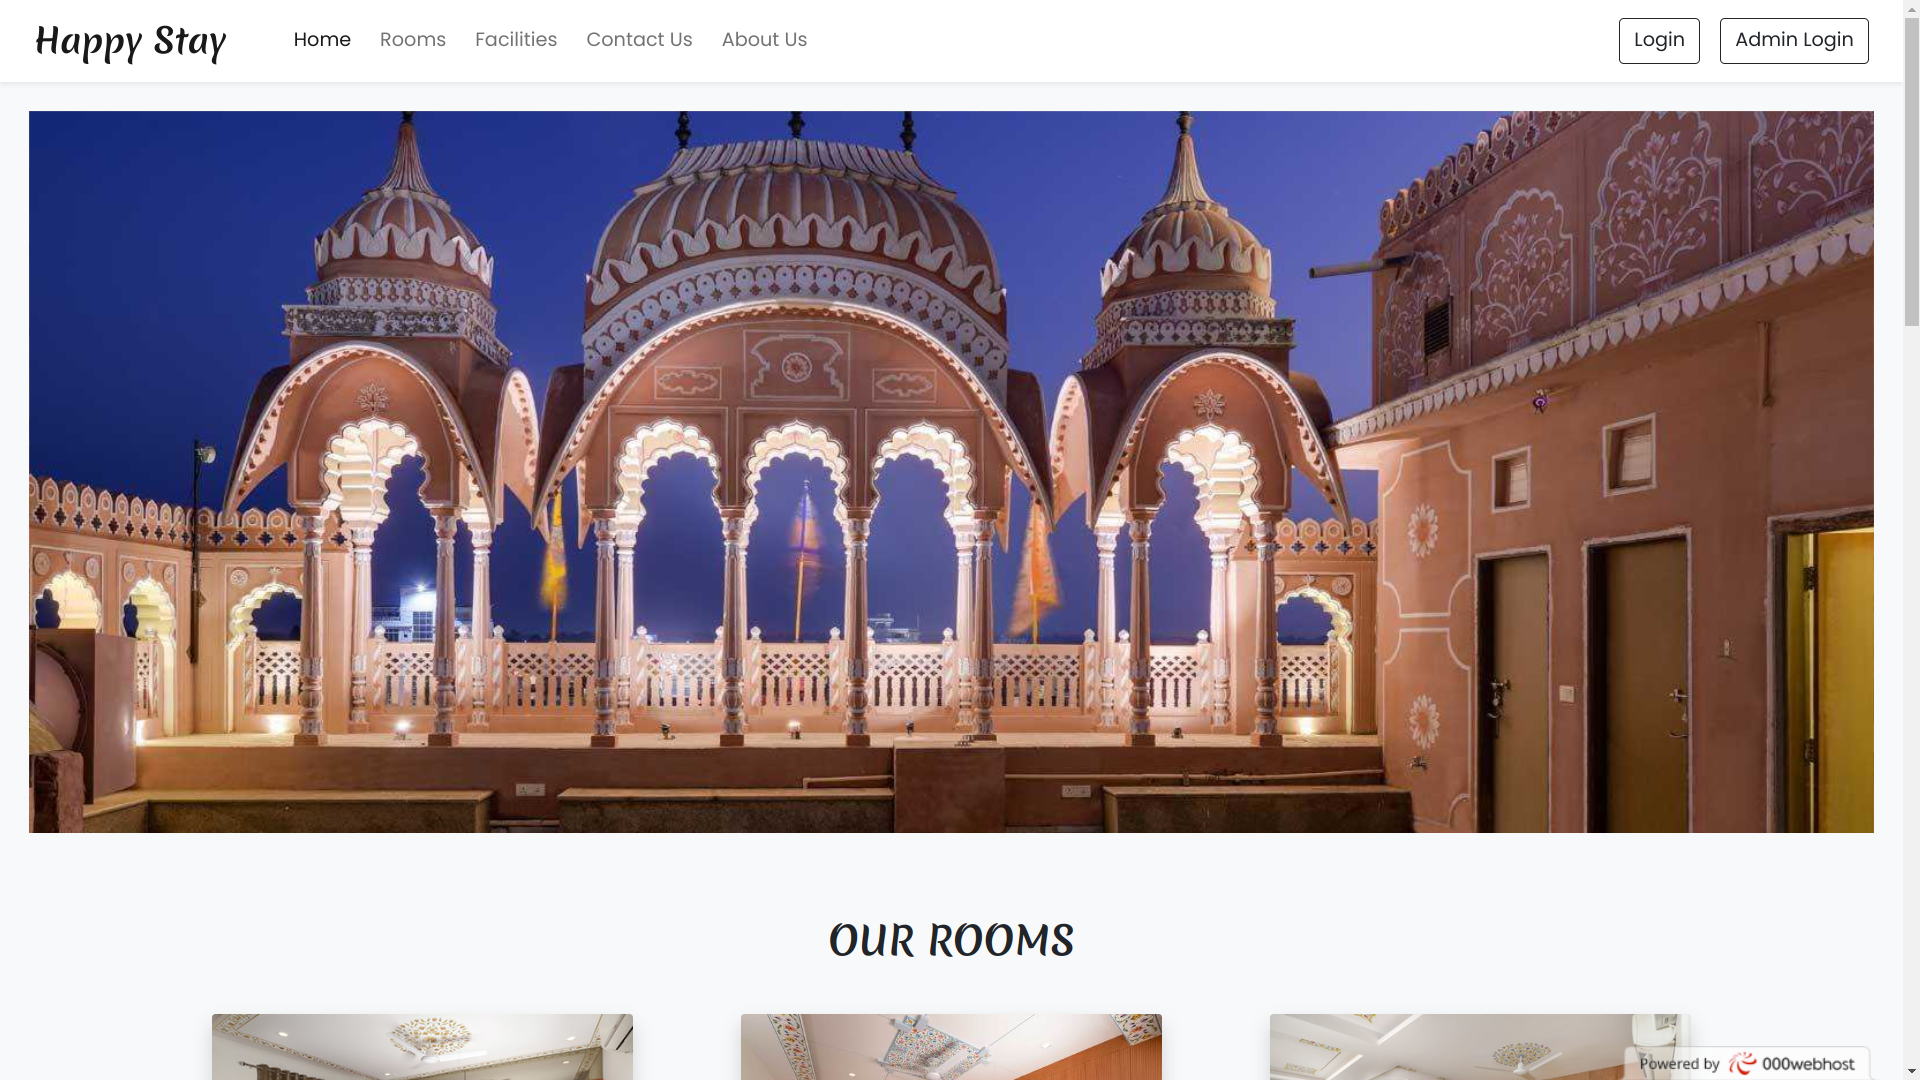 Happy Stay
Home Rooms Facilities Contact Us About Us
Login Admin Login
OUR ROOMS
Powered by 000webhost